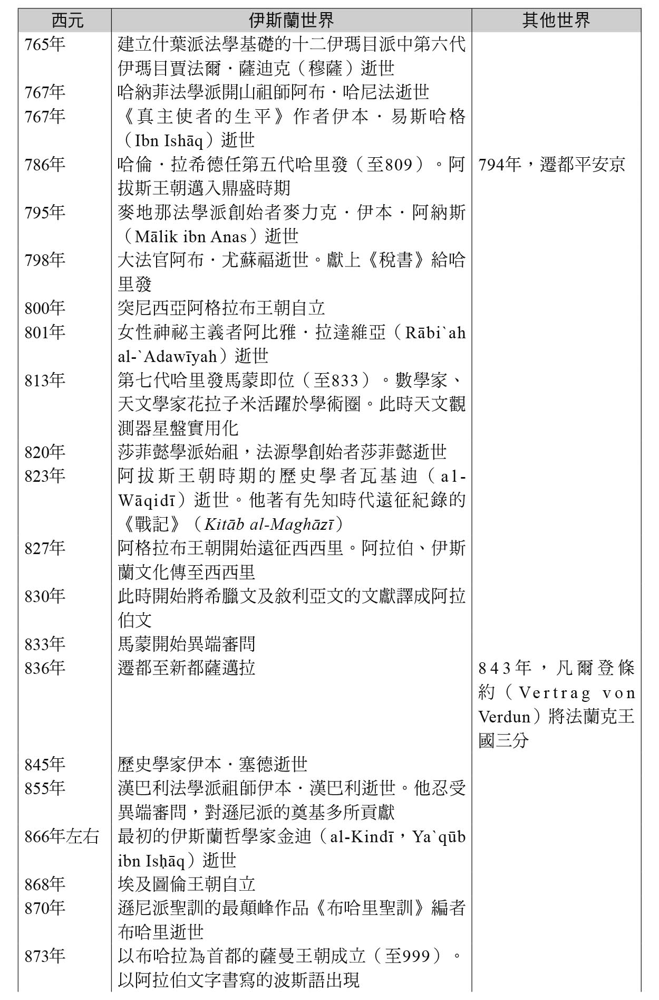 西元 伊斯蘭世界 其他世界
765年 建立什葉派法學基礎的十二伊瑪目派中第六代
伊瑪目賈法爾．薩迪克（穆薩）逝世
767年 哈納菲法學派開山祖師阿布．哈尼法逝世
767年 《真主使者的生平》作者伊本．易斯哈格
（Ibn Ishāq）逝世
786年 哈倫．拉希德任第五代哈里發（至809）。阿 794年，遷都平安京
拔斯王朝邁入鼎盛時期
795年 麥地那法學派創始者麥力克．伊本．阿納斯
（Mālik ibn Anas）逝世
798年 大法官阿布．尤蘇福逝世。獻上《稅書》給哈
里發
800年 突尼西亞阿格拉布王朝自立
801年 女性神祕主義者阿比雅．拉達維亞（Rābi`ah
al-`Adawīyah）逝世
813年 第七代哈里發馬蒙即位（至833）。數學家、
天文學家花拉子米活躍於學術圈。此時天文觀
測器星盤實用化
820年 莎菲懿學派始祖，法源學創始者莎菲懿逝世
823年 阿拔斯王朝時期的歷史學者瓦基迪（al-
Wāqidī）逝世。他著有先知時代遠征紀錄的
《戰記》（Kitāb al-Maghāzī）
827年 阿格拉布王朝開始遠征西西里。阿拉伯、伊斯
蘭文化傳至西西里
830年 此時開始將希臘文及敘利亞文的文獻譯成阿拉
伯文
833年 馬蒙開始異端審問
836年 遷都至新都薩邁拉 843年，凡爾登條
約（Vertrag von
Verdun）將法蘭克王
國三分
845年 歷史學家伊本．塞德逝世
855年 漢巴利法學派祖師伊本．漢巴利逝世。他忍受
異端審問，對遜尼派的奠基多所貢獻
866年左右 最初的伊斯蘭哲學家金迪（al-Kindī，Ya`qūb
ibn Isḥāq）逝世
868年 埃及圖倫王朝自立
870年 遜尼派聖訓的最顛峰作品《布哈里聖訓》編者
布哈里逝世
873年 以布哈拉為首都的薩曼王朝成立（至999）。
以阿拉伯文字書寫的波斯語出現